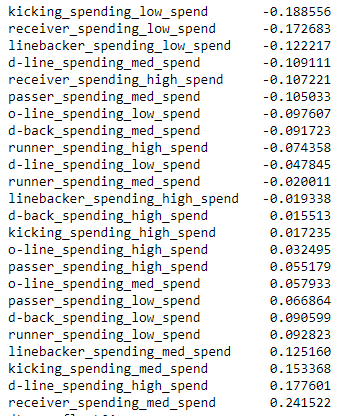 kicking_spending_low_spend -0.188556
receiver_spending_low_spend -0.172683
linebacker_spending_low_spend -0.122217
d-line_spending_med_spend -0.109111
receiver_spending_high_spend -0.107221
passer_spending_med_spend -0.105033
o-line_spending_low_spend -0.097607
d-back_spending_med_spend -0.091723
runner_spending_high_spend -0.074358
d-line_spending_low_spend -0.047845
runner_spending_med_spend -0.020011
linebacker_spending_high_spend -0.019338
d-back_spending_high_spend 0.015513
kicking_spending_high_spend 0.017235
o-line_spending_high_spend 0.032495
passer_spending_high_spend 0.055179
o-line_spending_med_spend 0.057933
passer_spending_low_spend 0.066864
d-back_spending_low_spend 0.090599
runner_spending_low_spend 0.092823
linebacker_spending_med_spend 0.125160
kicking_spending_med_spend 0.153368
d-line_spending_high_spend 0.177601
receiver_spending_med_spend 0.241522